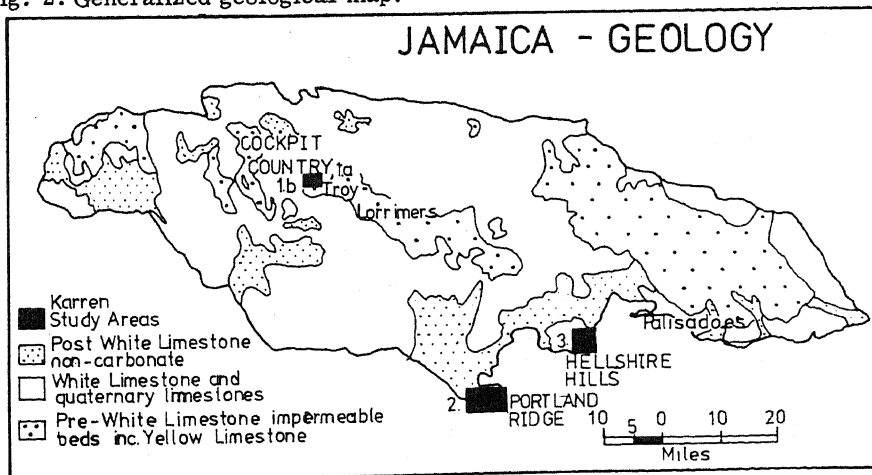 ig. 2. Generalized geological map.
JAMAICA - GEOLOGY
COCKPIT
COUNTRY 1.a
1.b Troy
Lorrimers
Karren
Study Areas
Post White Limestone
non-carbonate
White Limestone and
quaternary limestones
Pre-White Limestone impermeable
beds inc. Yellow Limestone
Palisadoes
3.
HELLSHIRE
HILLS
2. PORTLAND
RIDGE
10 5 0 10 20
Miles